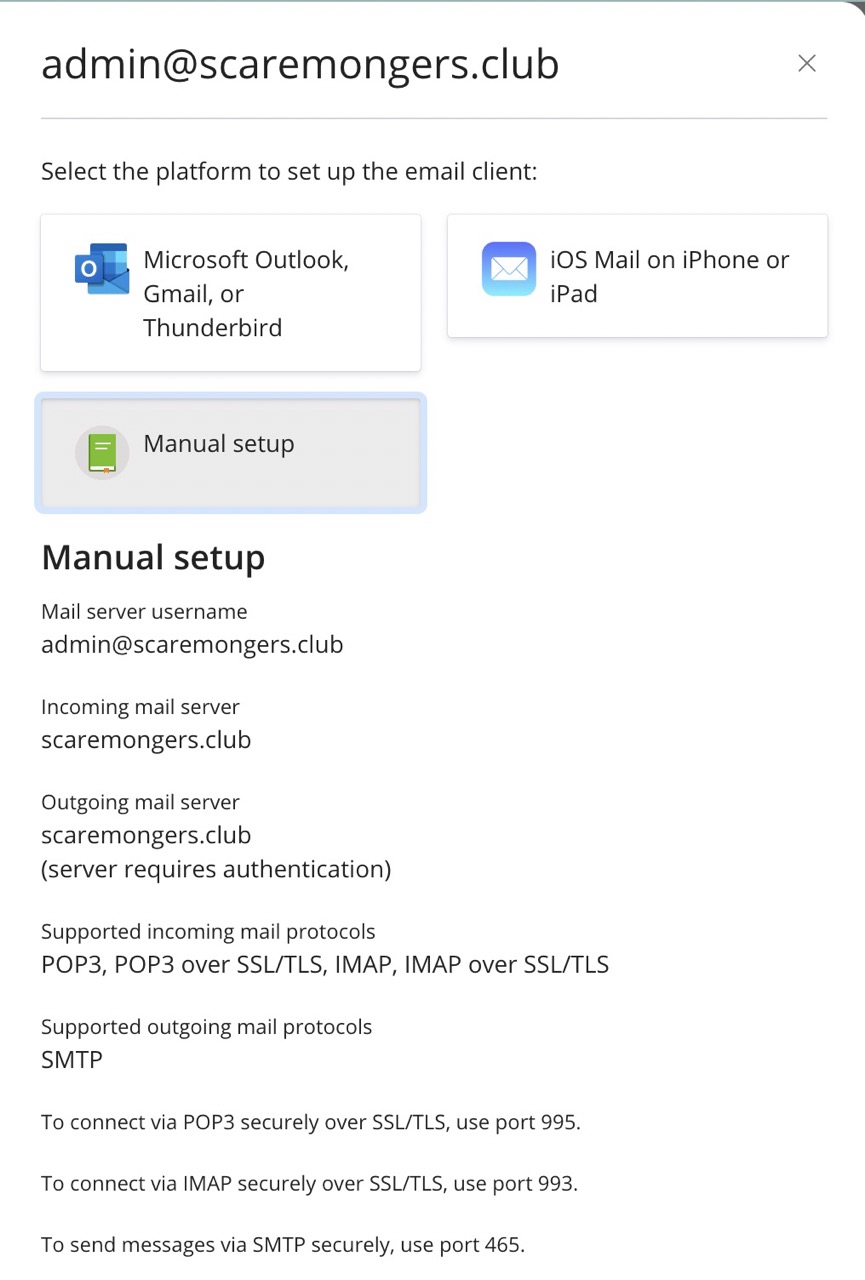 admin@scaremongers.club
Select the platform to set up the email client:
Microsoft Outlook,
Gmail, or
Thunderbird
iOS Mail on iPhone or
iPad
Manual setup
Manual setup
Mail server username
admin@scaremongers.club
Incoming mail server
scaremongers.club
Outgoing mail server
scaremongers.club
(server requires authentication)
Supported incoming mail protocols
POP3, POP3 over SSL/TLS, IMAP, IMAP over SSL/TLS
Supported outgoing mail protocols
SMTP
To connect via POP3 securely over SSL/TLS, use port 995.
To connect via IMAP securely over SSL/TLS, use port 993.
To send messages via SMTP securely, use port 465.